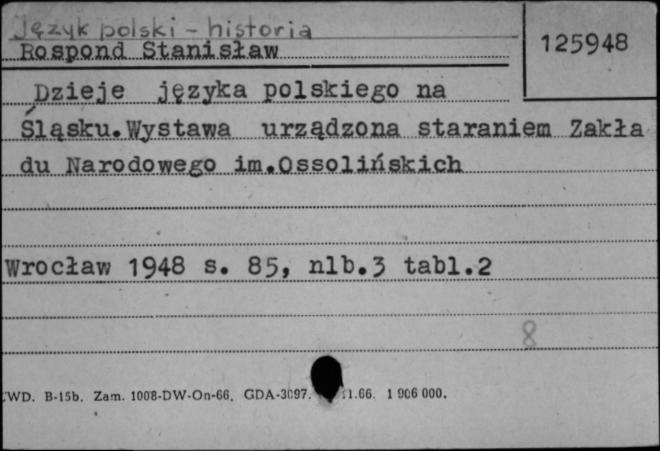 Język polski - historia
125948
Rospond Stanisław
Dzieje języka polskiego na
Śląsku.Wystawa urządzona staraniem Zakła
du Narodowego im.Ossolińskich
Wrocław 1948 s. 85, nlb.3 tabl.2
8
WD. B-15b. Zam. 1008-DW-On-66. GDA-3097. 11.66. 1 906 000.